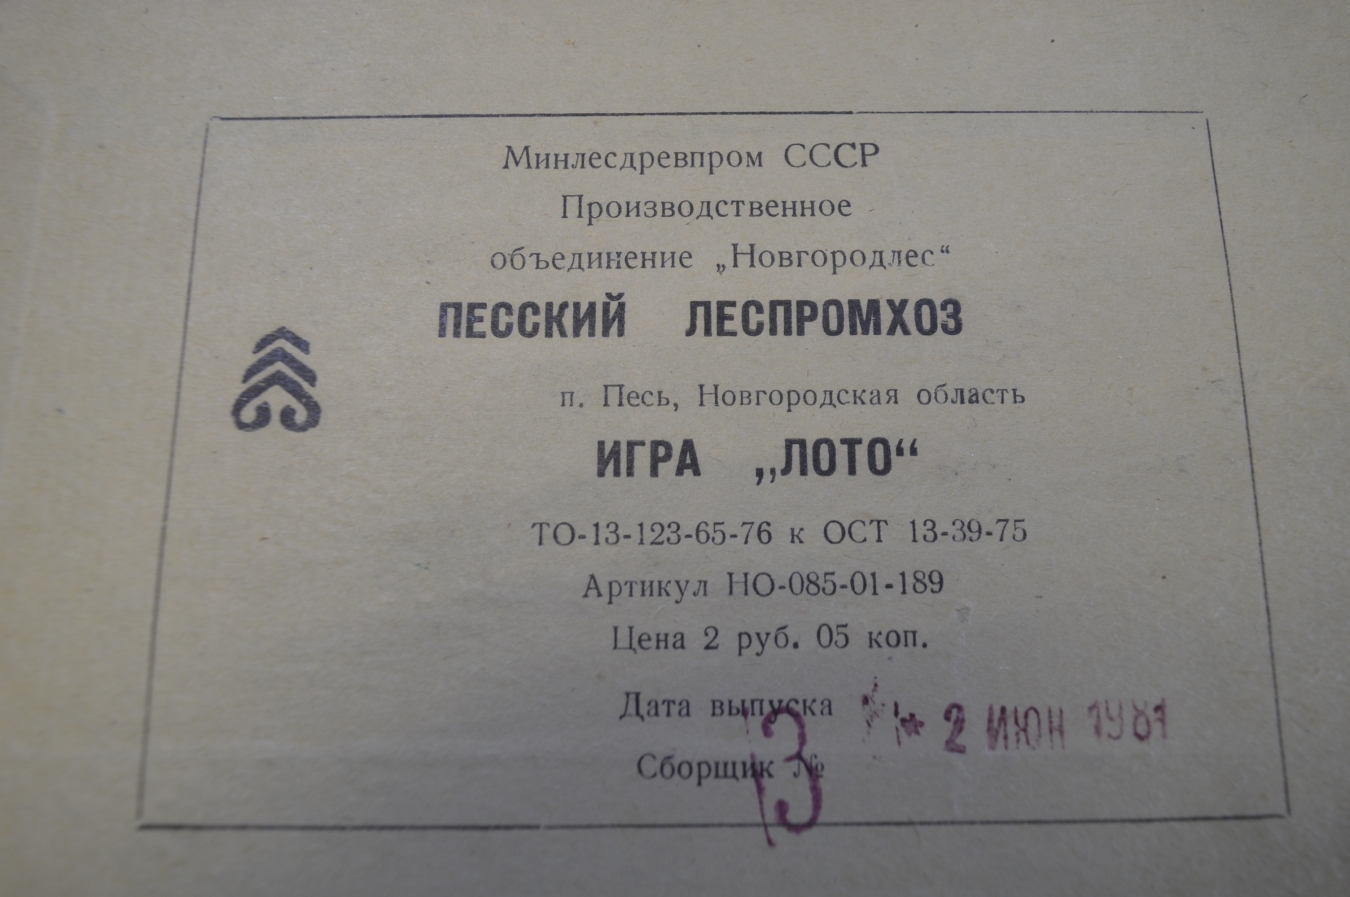 Минлесдревпром СССР
Производственное
объединение „Новгородлес“
ПЕССКИЙ ЛЕСПРОМХОЗ
п. Песь, Новгородская область
ИГРА „ЛОТО“
ТО-13-123-65-76 к ОСТ 13-39-75
Артикул НО-085-01-189
Цена 2 руб. 05 коп.
Дата выпуска * 2 ИЮН 1981
Сборщик № 3